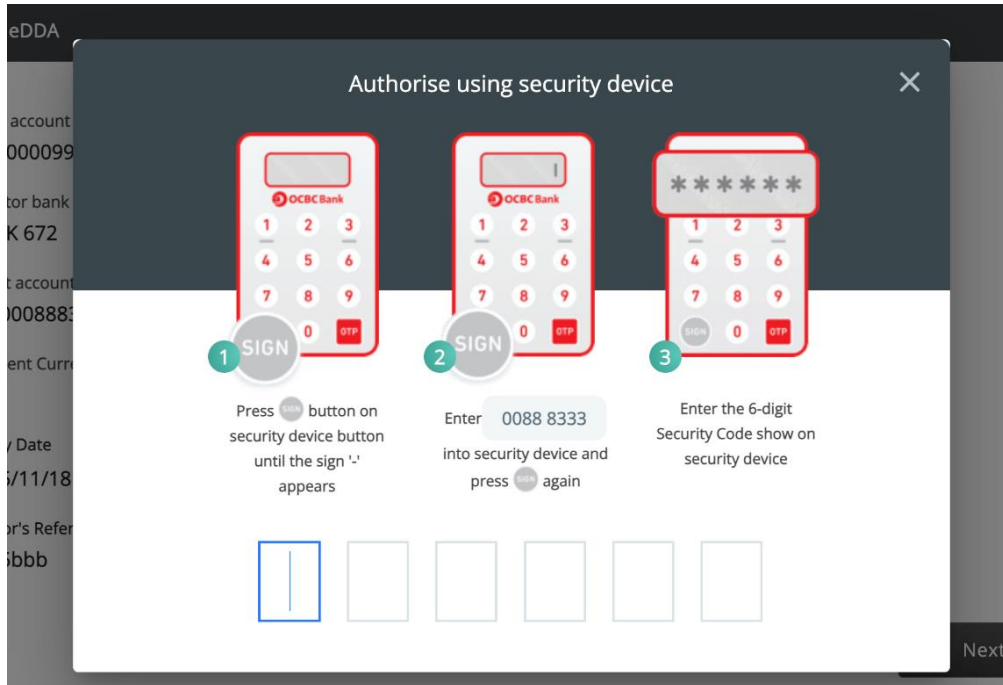 eDDA
Authorise using security device
account
000099
tor bank
K 672
t account
0008883
ent Curre
y Date
5/11/18
or's Refer
5bbb
OCBC Bank
1 2 3
4 5 6
7 8 9
SIGN 0 OTP
1
OCBC Bank
1 2 3
4 5 6
7 8 9
SIGN 0 OTP
2
******
1 2 3
4 5 6
7 8 9
SIGN 0 OTP
3
Press SIGN button on
security device button
until the sign '-'
appears
Enter 0088 8333
into security device and
press SIGN again
Enter the 6-digit
Security Code show on
security device
Next